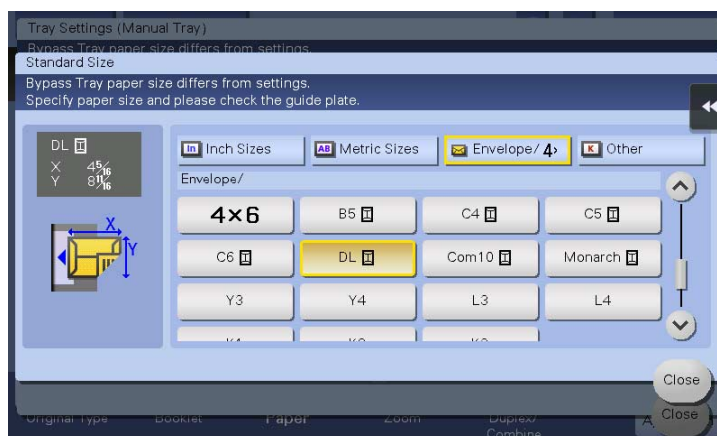 Tray Settings (Manual Tray)
Bypass Tray paper size differs from settings.
Standard Size
Bypass Tray paper size differs from settings.
Specify paper size and please check the guide plate.
DL
X 4 5/16
Y 8 11/16
X
Y
In Inch Sizes
AB Metric Sizes
Envelope/ 4›
K Other
Envelope/
4×6
B5
C4
C5
C6
DL
Com10
Monarch
Y3
Y4
L3
L4
Close
Original Type
Booklet
Paper
Zoom
Duplex/
Combine
Close